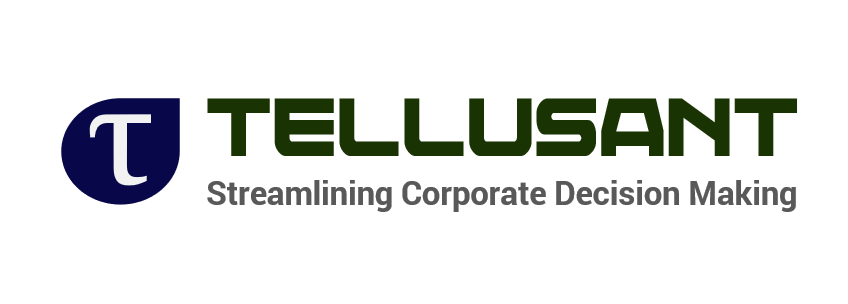 τ
TELLUSANT
Streamlining Corporate Decision Making